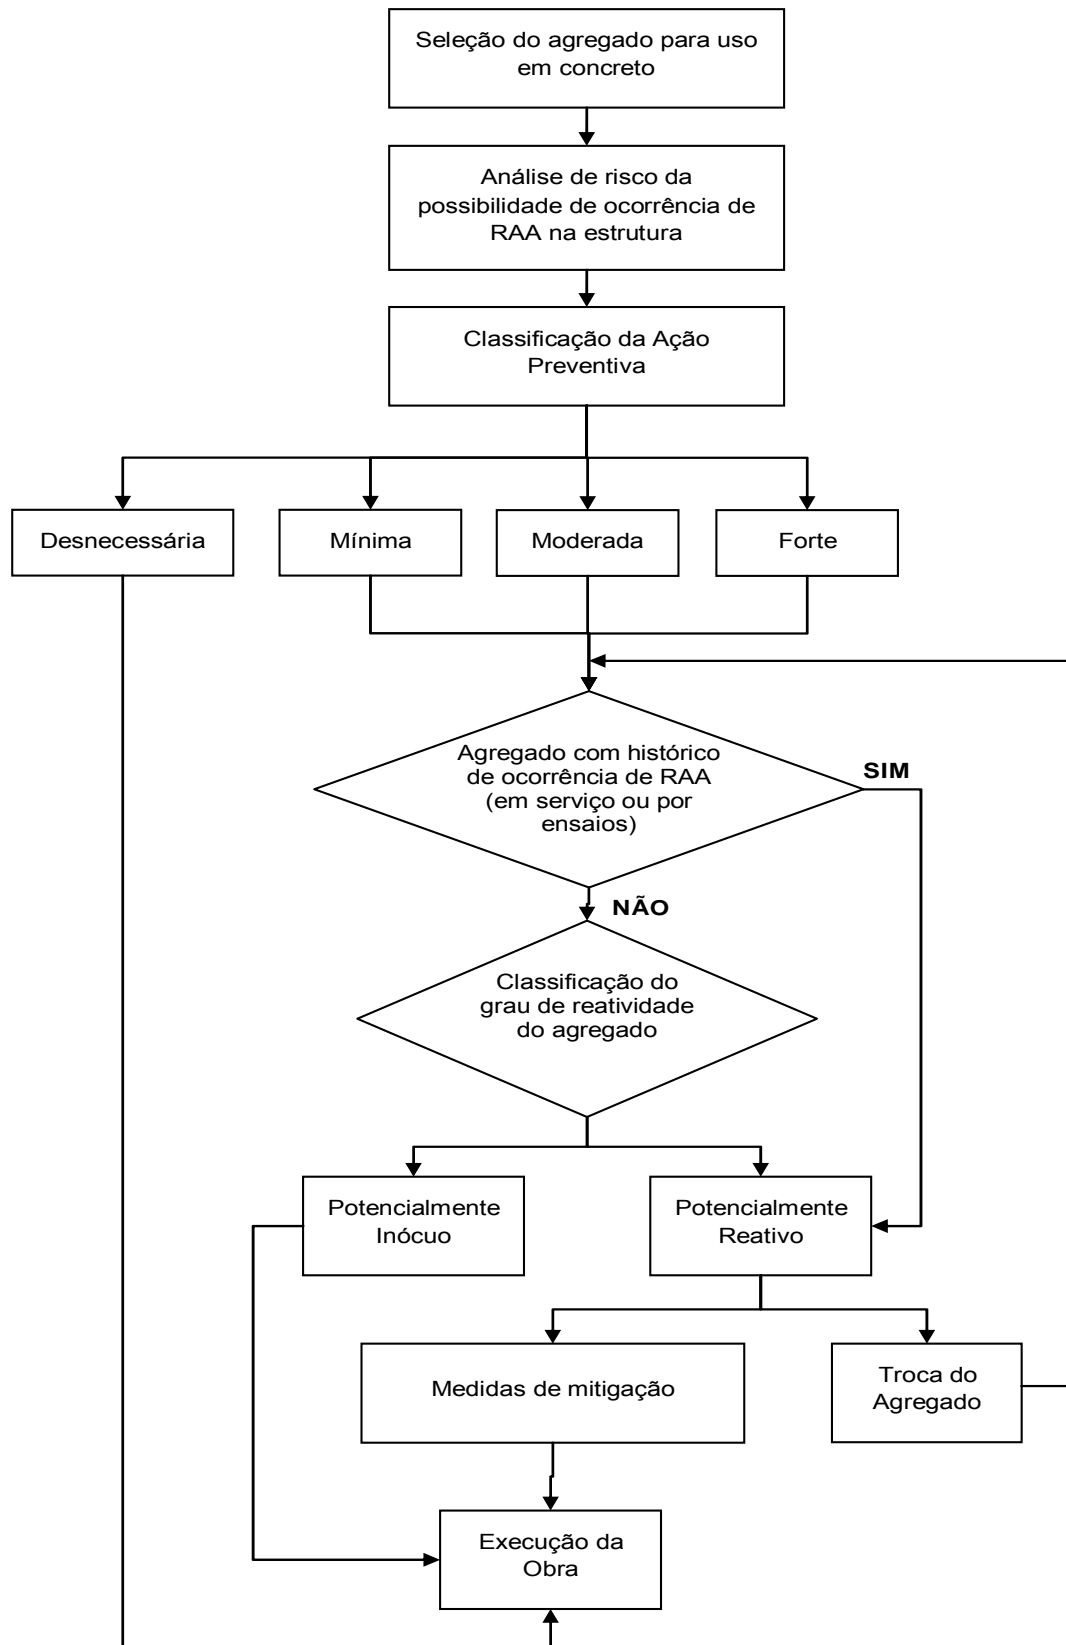 Seleção do agregado para uso
em concreto
Análise de risco da
possibilidade de ocorrência de
RAA na estrutura
Classificação da Ação
Preventiva
Desnecessária
Mínima
Moderada
Forte
Agregado com histórico
de ocorrência de RAA
(em serviço ou por
ensaios)
SIM
NÃO
Classificação do
grau de reatividade
do agregado
Potencialmente
Inócuo
Potencialmente
Reativo
Medidas de mitigação
Troca do
Agregado
Execução da
Obra